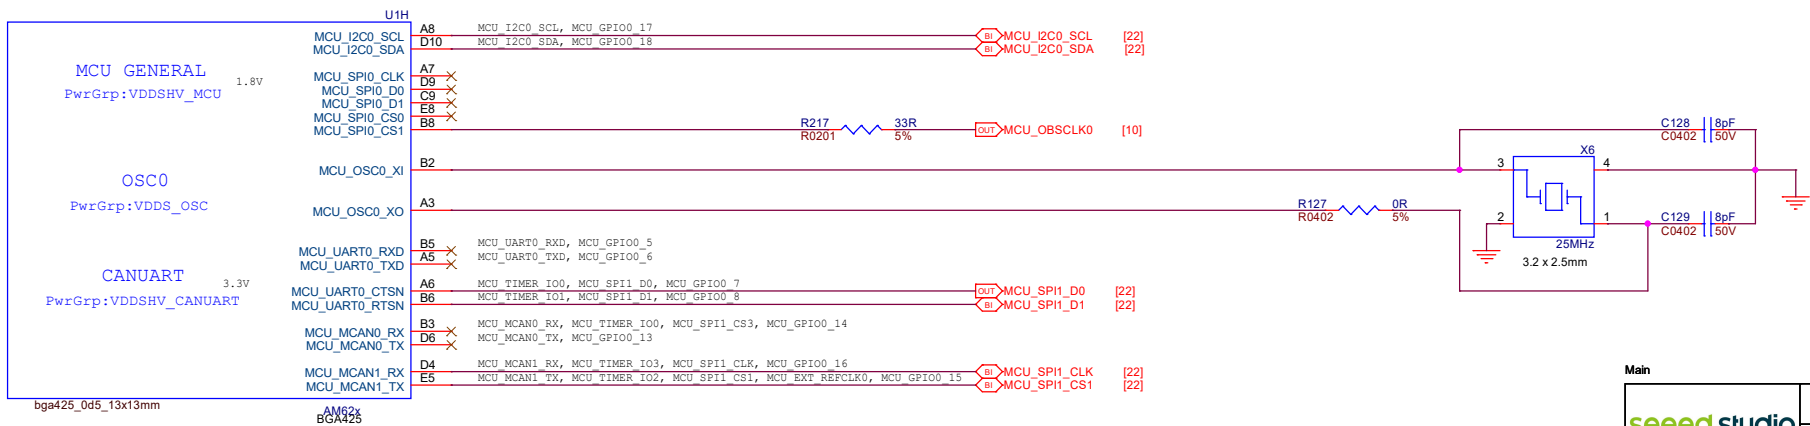 U1H
MCU GENERAL
1.8V
PwrGrp:VDDSHV_MCU
OSC0
PwrGrp:VDDS_OSC
CANUART
3.3V
PwrGrp:VDDSHV_CANUART
MCU_I2C0_SCL A8 MCU_I2C0_SCL, MCU_GPIO0_17 BI MCU_I2C0_SCL [22]
MCU_I2C0_SDA D10 MCU_I2C0_SDA, MCU_GPIO0_18 BI MCU_I2C0_SDA [22]
MCU_SPI0_CLK A7
MCU_SPI0_D0 D9
MCU_SPI0_D1 C9
MCU_SPI0_CS0 E8
MCU_SPI0_CS1 B8 R217 33R OUT MCU_OBSCLK0 [10]
R0201 5%
MCU_OSC0_XI B2
MCU_OSC0_XO A3 R127 0R
R0402 5%
MCU_UART0_RXD B5 MCU_UART0_RXD, MCU_GPIO0_5
MCU_UART0_TXD A5 MCU_UART0_TXD, MCU_GPIO0_6
MCU_UART0_CTSN A6 MCU_TIMER_IO0, MCU_SPI1_D0, MCU_GPIO0_7 OUT MCU_SPI1_D0 [22]
MCU_UART0_RTSN B6 MCU_TIMER_IO1, MCU_SPI1_D1, MCU_GPIO0_8 BI MCU_SPI1_D1 [22]
MCU_MCAN0_RX B3 MCU_MCAN0_RX, MCU_TIMER_IO0, MCU_SPI1_CS3, MCU_GPIO0_14
MCU_MCAN0_TX D6 MCU_MCAN0_TX, MCU_GPIO0_13
MCU_MCAN1_RX D4 MCU_MCAN1_RX, MCU_TIMER_IO3, MCU_SPI1_CLK, MCU_GPIO0_16 BI MCU_SPI1_CLK [22]
MCU_MCAN1_TX E5 MCU_MCAN1_TX, MCU_TIMER_IO2, MCU_SPI1_CS1, MCU_EXT_REFCLK0, MCU_GPIO0_15 BI MCU_SPI1_CS1 [22]
bga425_0d5_13x13mm
AM62x
BGA425
C128 8pF
C0402 50V
X6
3 4
2 1
C129 8pF
C0402 50V
25MHz
3.2 x 2.5mm
Main
seeed studio